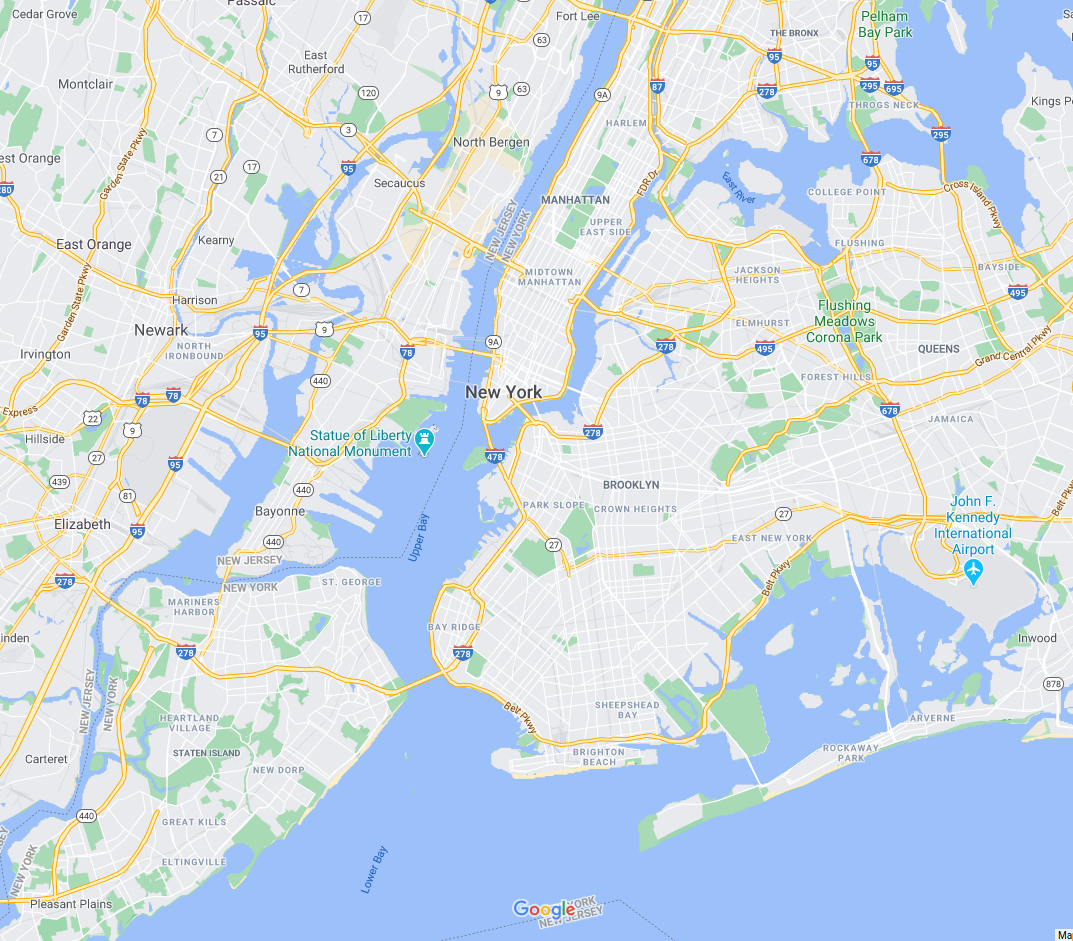 Cedar Grove
Passaic
Fort Lee
17
63
THE BRONX
Pelham
Bay Park
East
Rutherford
95
95
Montclair
120
9
63
9A
87
278
295
695
THROGS NECK
Kings
7
3
HARLEM
North Bergen
295
est Orange
17
95
678
21
Secaucus
FDR Dr
East River
280
Garden State Pkwy
MANHATTAN
COLLEGE POINT
Cross Island Pkwy
NEW JERSEY
NEW YORK
UPPER
EAST SIDE
East Orange
Kearny
FLUSHING
JACKSON
HEIGHTS
BAYSIDE
MIDTOWN
MANHATTAN
7
495
Harrison
Garden State Pkwy
Flushing
Meadows
Corona Park
Newark
95
9
ELMHURST
NORTH
IRONBOUND
9A
278
495
QUEENS
Grand Central Pkwy
Irvington
78
440
FOREST HILLS
New York
78
78
Express
22
678
JAMAICA
9
Hillside
Statue of Liberty
National Monument
278
27
95
478
439
440
BROOKLYN
81
Belt Pkwy
PARK SLOPE
CROWN HEIGHTS
27
John F.
Kennedy
International
Airport
Bayonne
Elizabeth
95
Upper Bay
440
27
EAST NEW YORK
NEW JERSEY
NEW YORK
278
ST. GEORGE
Belt Pkwy
MARINERS
HARBOR
BAY RIDGE
inden
278
278
Inwood
NEW JERSEY
NEW YORK
878
HEARTLAND
VILLAGE
Belt Pkwy
SHEEPSHEAD
BAY
ARVERNE
STATEN ISLAND
BRIGHTON
BEACH
ROCKAWAY
PARK
Carteret
NEW DORP
440
GREAT KILLS
NEW YORK
ELTINGVILLE
Lower Bay
Pleasant Plains
Google
NEW YORK
NEW JERSEY
Ma